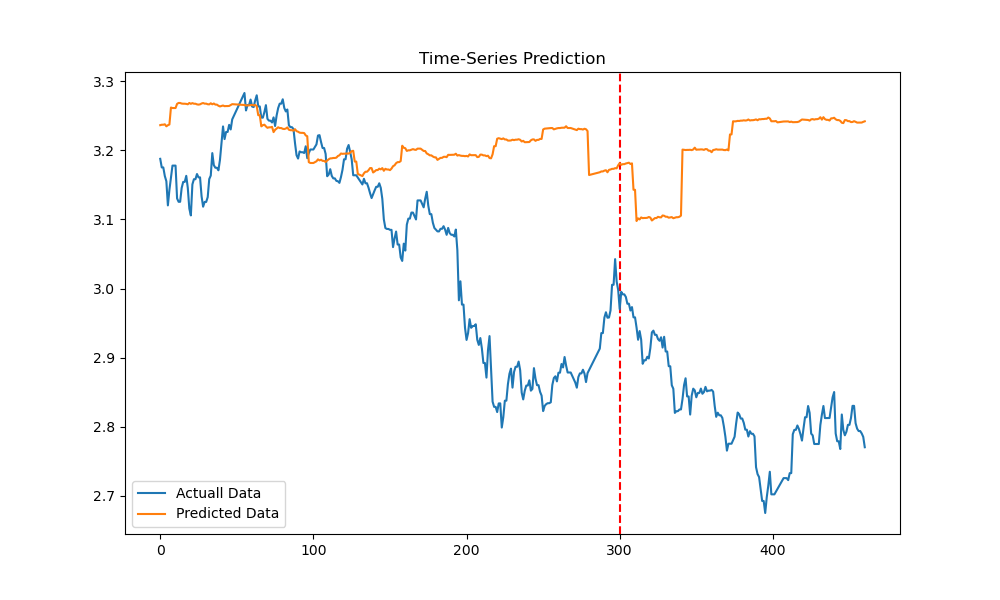 Time-Series Prediction
3.3
3.2
3.1
3.0
2.9
2.8
2.7
Actuall Data
Predicted Data
0 100 200 300 400